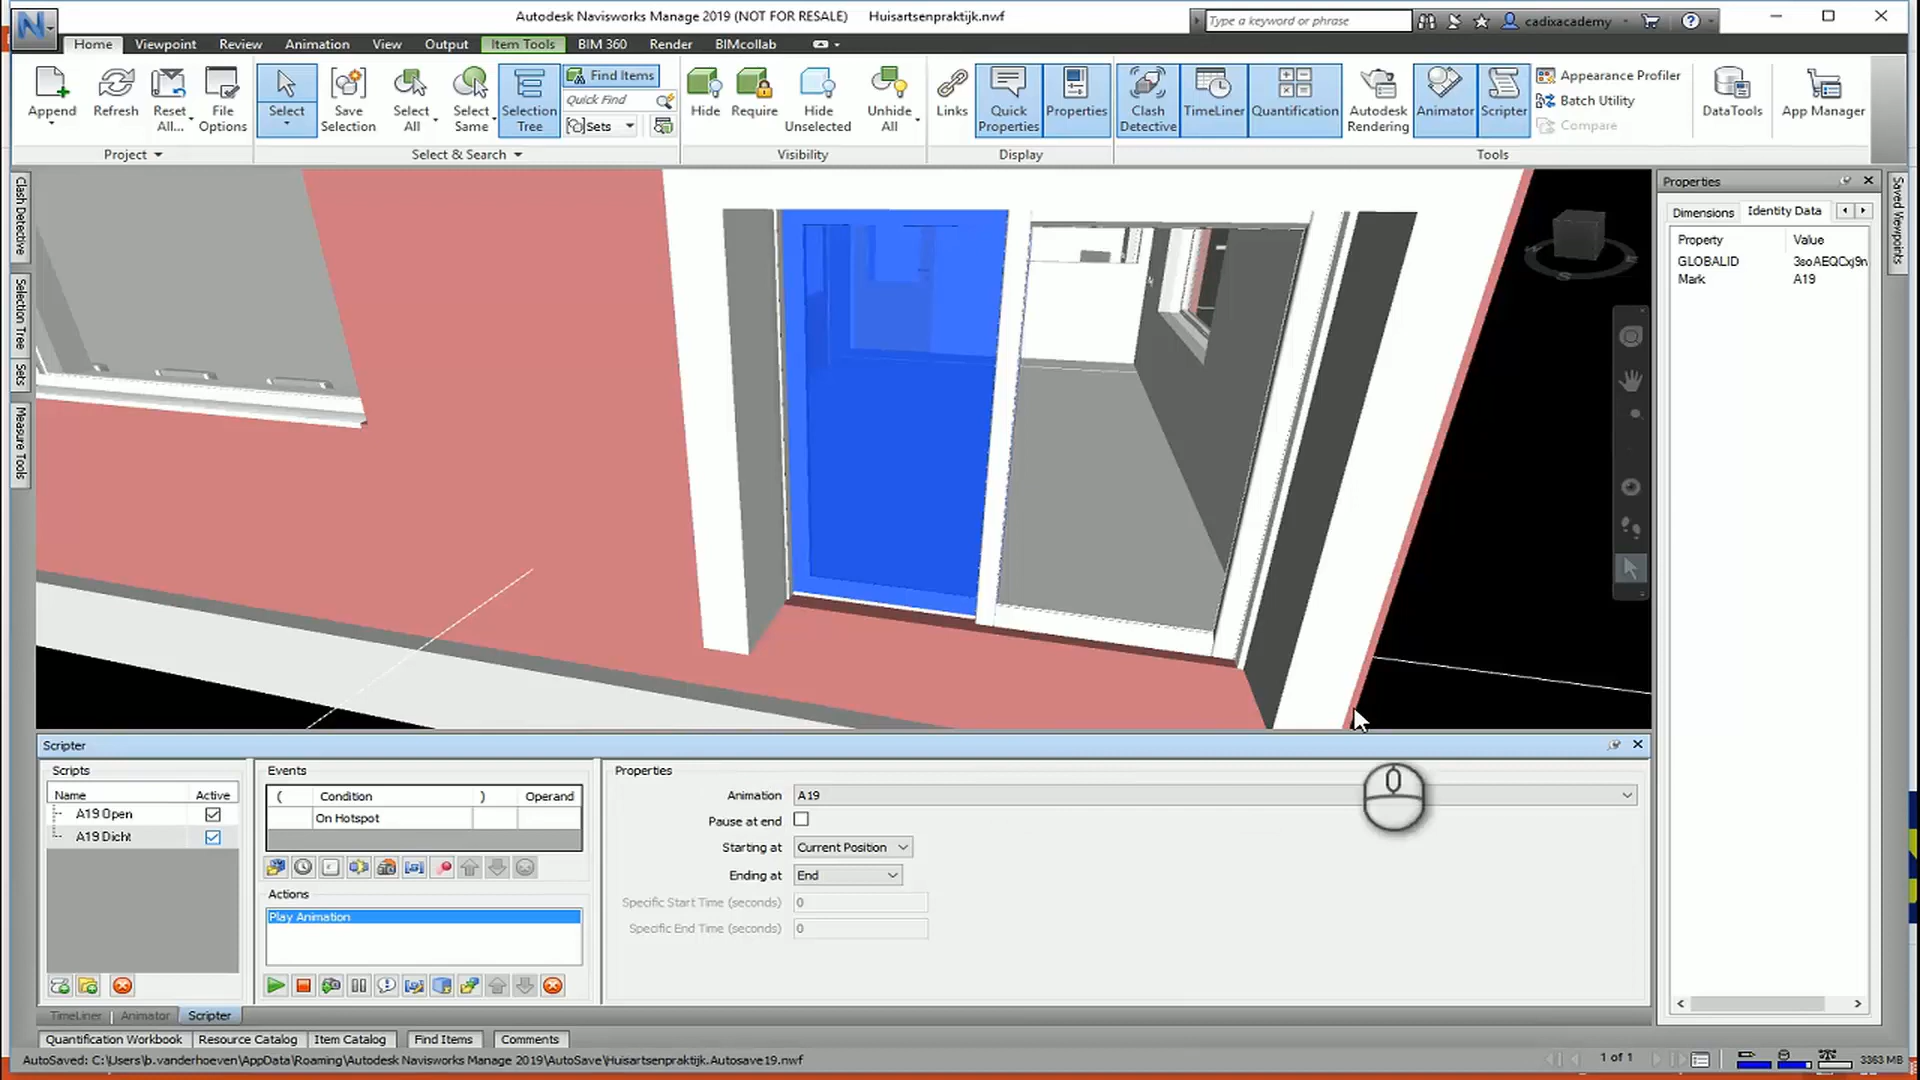 Autodesk Navisworks Manage 2019 (NOT FOR RESALE) Huisartsenpraktijk.nwf
Type a keyword or phrase
cadixacademy
Home Viewpoint Review Animation View Output Item Tools BIM 360 Render BIMcollab
Append
Refresh
Reset All...
File Options
Project
Select
Save Selection
Select All
Select Same
Selection Tree
Find Items
Quick Find
Sets
Select & Search
Hide
Require
Hide Unselected
Unhide All
Visibility
Links
Quick Properties
Properties
Display
Clash Detective
TimeLiner
Quantification
Autodesk Rendering
Animator
Scripter
Appearance Profiler
Batch Utility
Compare
DataTools
App Manager
Tools
Clash Detective
Selection Tree
Sets
Measure Tools
Properties
Dimensions Identity Data
Property Value
GLOBALID 3soAEQCxj9n
Mark A19
Saved Viewpoints
Scripter
Scripts
Name Active
A19 Open
A19 Dicht
Events
( Condition ) Operand
On Hotspot
Actions
Play Animation
Properties
Animation A19
Pause at end
Starting at Current Position
Ending at End
Specific Start Time (seconds) 0
Specific End Time (seconds) 0
TimeLiner Animator Scripter
Quantification Workbook Resource Catalog Item Catalog Find Items Comments
AutoSaved: C:\Users\b.vanderhoeven\AppData\Roaming\Autodesk Navisworks Manage 2019\AutoSave\Huisartsenpraktijk.Autosave19.nwf
1 of 1
3363 MB